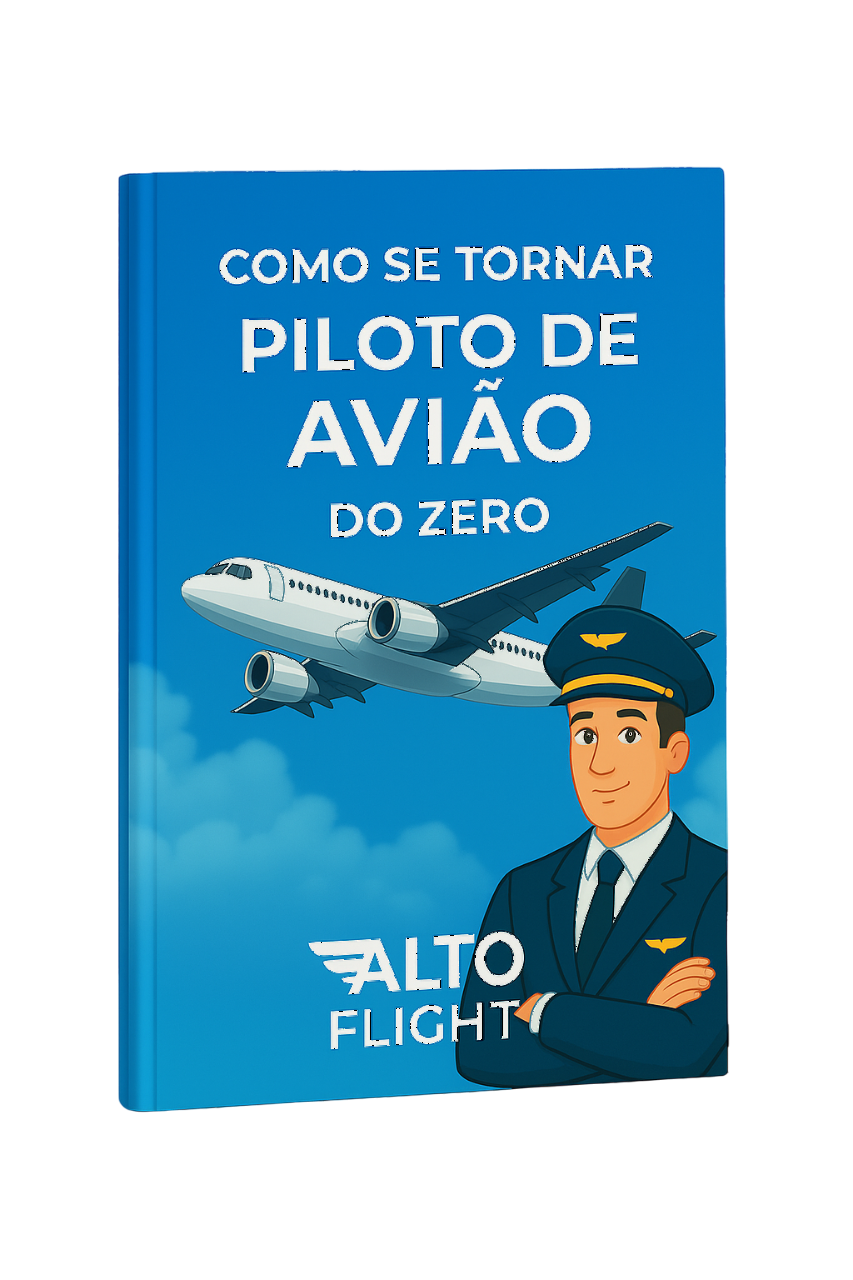 COMO SE TORNAR
PILOTO DE
AVIÃO
DO ZERO
ALTO
FLIGHT